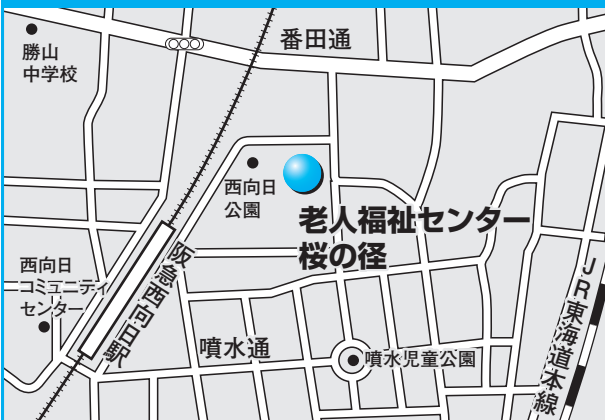 勝山
中学校
番田通
西向日
公園
老人福祉センター
桜の径
西向日
コミュニティ
センター
阪急西向日駅
噴水通
噴水児童公園
JR東海道本線